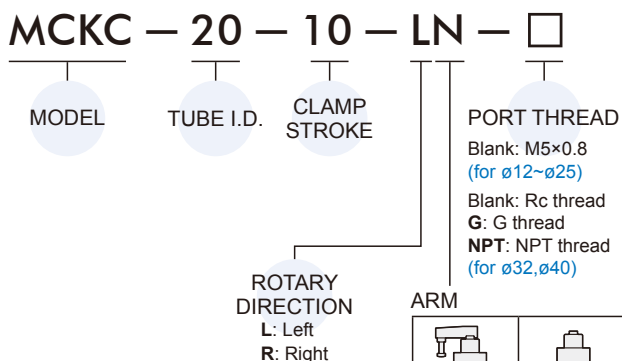 MCKC – 20 – 10 – LN – □
MODEL
TUBE I.D.
CLAMP
STROKE
PORT THREAD
Blank: M5×0.8
(for ø12~ø25)
Blank: Rc thread
G: G thread
NPT: NPT thread
(for ø32,ø40)
ROTARY
DIRECTION
L: Left
R: Right
ARM